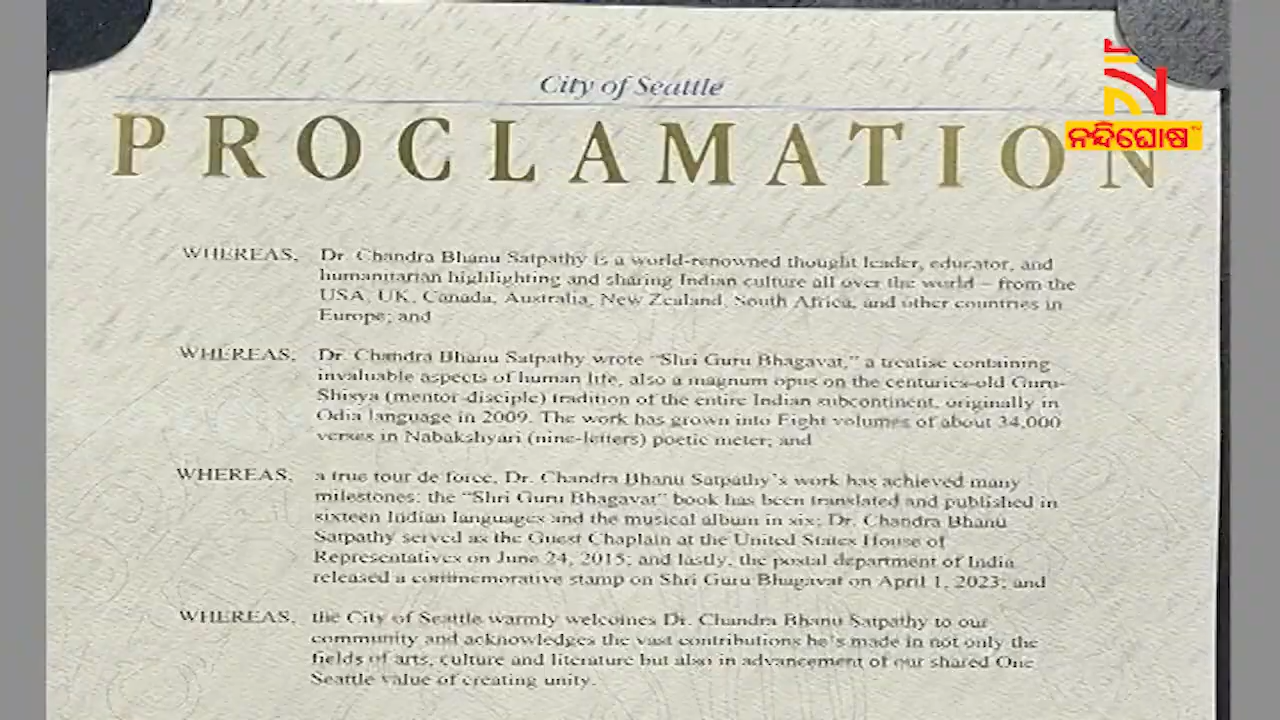 City of Seattle
PROCLAMATION
ନନ୍ଦିଘୋଷ
WHEREAS, Dr. Chandra Bhanu Satpathy is a world-renowned thought leader, educator, and
humanitarian highlighting and sharing Indian culture all over the world – from the
USA, UK, Canada, Australia, New Zealand, South Africa, and other countries in
Europe; and
WHEREAS, Dr. Chandra Bhanu Satpathy wrote "Shri Guru Bhagavat," a treatise containing
invaluable aspects of human life, also a magnum opus on the centuries-old Guru-
Shisya (mentor-disciple) tradition of the entire Indian subcontinent, originally in
Odia language in 2009. The work has grown into Eight volumes of about 34,000
verses in Nabakshyari (nine-letters) poetic meter; and
WHEREAS, a true tour de force, Dr. Chandra Bhanu Satpathy's work has achieved many
milestones: the "Shri Guru Bhagavat" book has been translated and published in
sixteen Indian languages and the musical album in six; Dr. Chandra Bhanu
Satpathy served as the Guest Chaplain at the United States House of
Representatives on June 24, 2015; and lastly, the postal department of India
released a commemorative stamp on Shri Guru Bhagavat on April 1, 2023; and
WHEREAS, the City of Seattle warmly welcomes Dr. Chandra Bhanu Satpathy to our
community and acknowledges the vast contributions he's made in not only the
fields of arts, culture and literature but also in advancement of our shared One
Seattle value of creating unity.